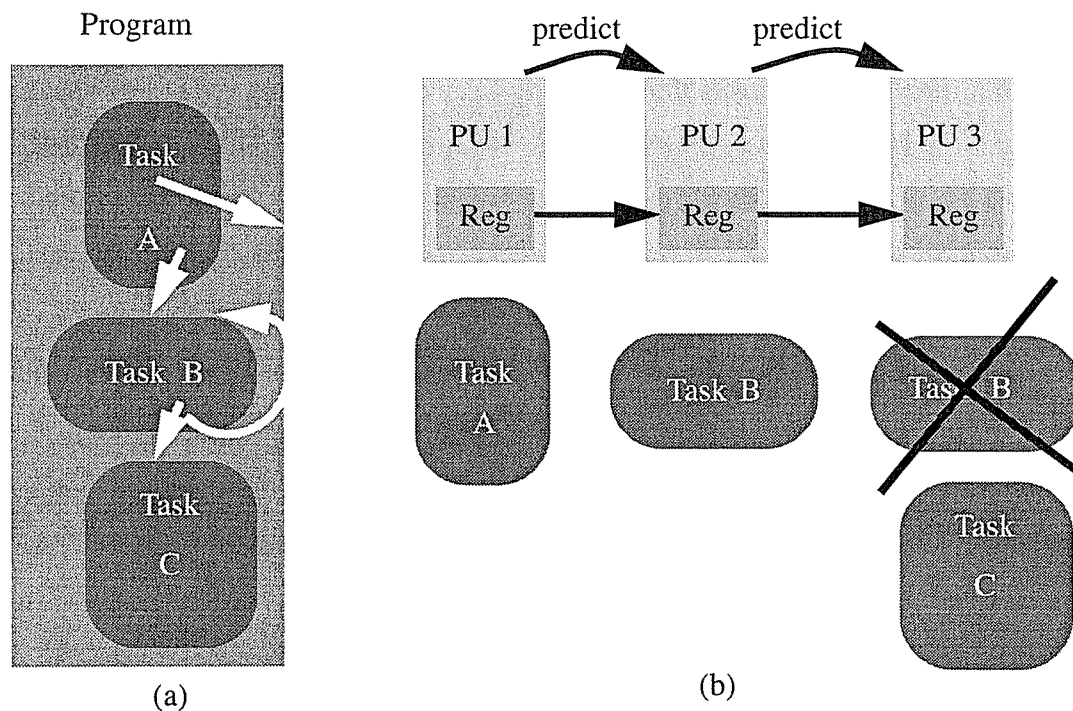 Program
Task
A
Task B
Task
C
(a)
predict
predict
PU 1
PU 2
PU 3
Reg
Reg
Reg
Task
A
Task B
Task B
Task
C
(b)